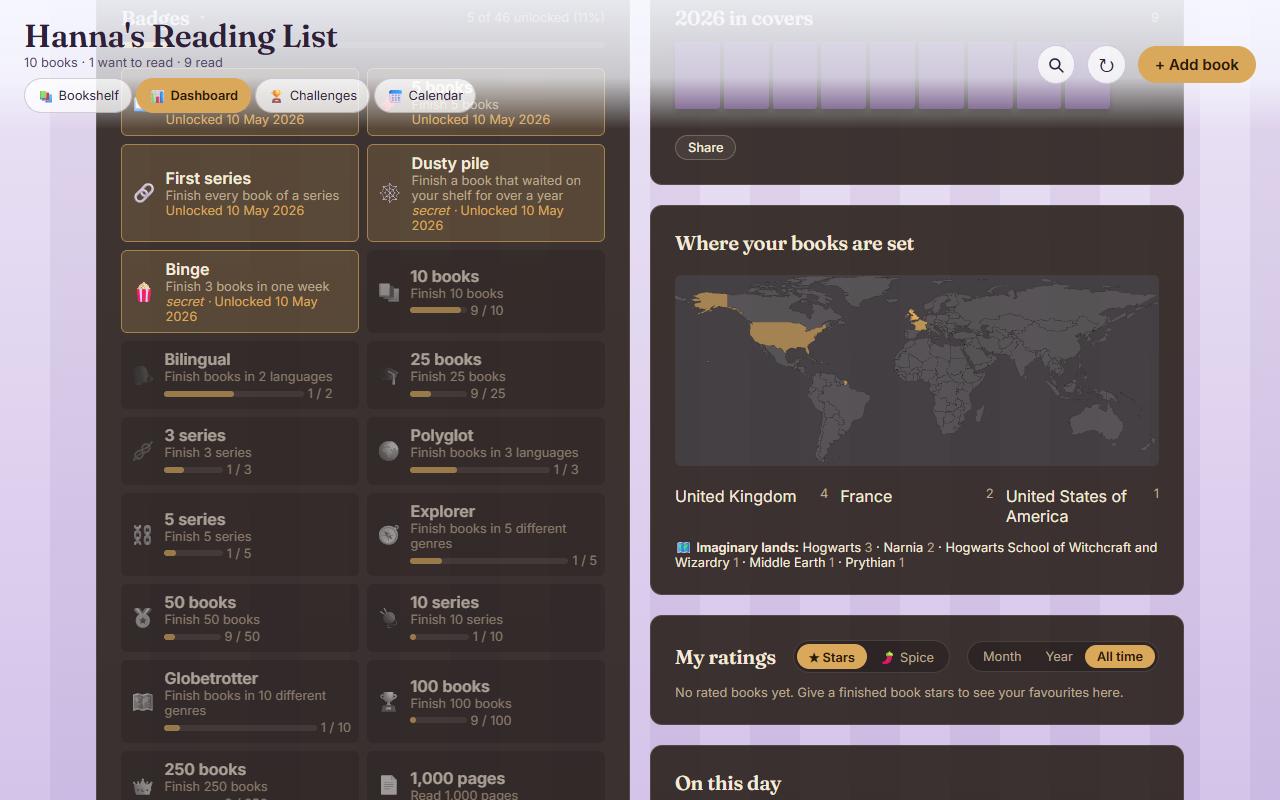 Hanna's Reading List
10 books · 1 want to read · 9 read
Bookshelf
Dashboard
Challenges
Calendar
+ Add book
Badges
5 of 46 unlocked (11%)
Unlocked 10 May 2026
5 books
Finish 5 books
Unlocked 10 May 2026
First series
Finish every book of a series
Unlocked 10 May 2026
Dusty pile
Finish a book that waited on
your shelf for over a year
secret · Unlocked 10 May
2026
Binge
Finish 3 books in one week
secret · Unlocked 10 May
2026
10 books
Finish 10 books
9 / 10
Bilingual
Finish books in 2 languages
1 / 2
25 books
Finish 25 books
9 / 25
3 series
Finish 3 series
1 / 3
Polyglot
Finish books in 3 languages
1 / 3
5 series
Finish 5 series
1 / 5
Explorer
Finish books in 5 different
genres
1 / 5
50 books
Finish 50 books
9 / 50
10 series
Finish 10 series
1 / 10
Globetrotter
Finish books in 10 different
genres
1 / 10
100 books
Finish 100 books
9 / 100
250 books
Finish 250 books
1,000 pages
Read 1,000 pages
2026 in covers
9
Share
Where your books are set
United Kingdom 4
France 2
United States of
America 1
Imaginary lands: Hogwarts 3 · Narnia 2 · Hogwarts School of Witchcraft and
Wizardry 1 · Middle Earth 1 · Prythian 1
My ratings
★ Stars
Spice
Month
Year
All time
No rated books yet. Give a finished book stars to see your favourites here.
On this day